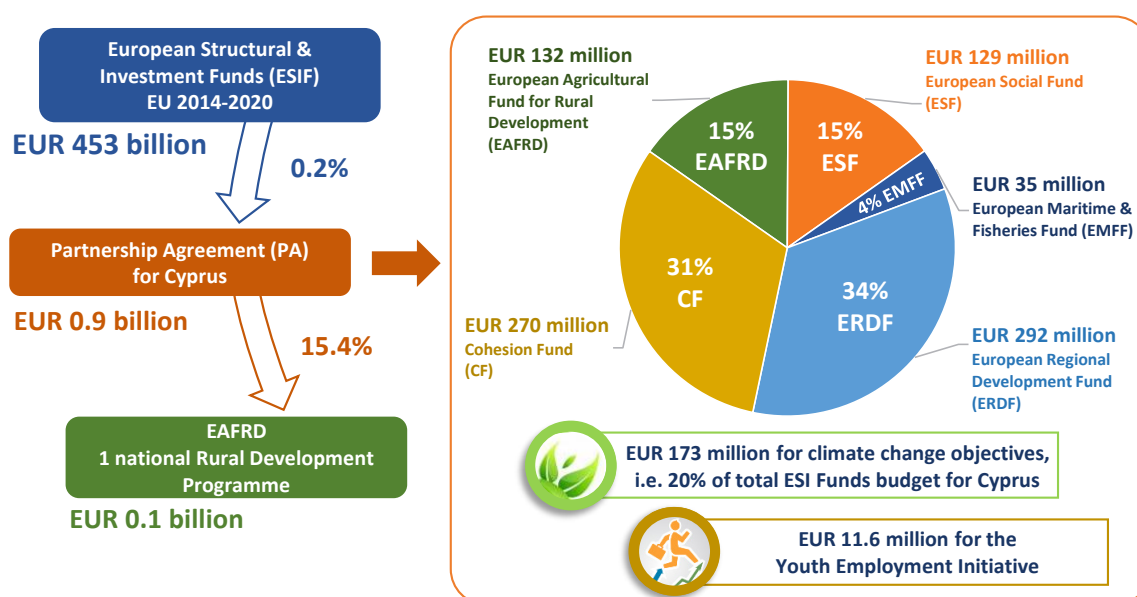 European Structural &
Investment Funds (ESIF)
EU 2014-2020
EUR 453 billion
0.2%
Partnership Agreement (PA)
for Cyprus
EUR 0.9 billion
15.4%
EAFRD
1 national Rural Development
Programme
EUR 0.1 billion
EUR 132 million
European Agricultural
Fund for Rural
Development
(EAFRD)
EUR 129 million
European Social Fund
(ESF)
15%
EAFRD
15%
ESF
4% EMFF
EUR 35 million
European Maritime &
Fisheries Fund (EMFF)
31%
CF
34%
ERDF
EUR 270 million
Cohesion Fund
(CF)
EUR 292 million
European Regional
Development Fund
(ERDF)
EUR 173 million for climate change objectives,
i.e. 20% of total ESI Funds budget for Cyprus
EUR 11.6 million for the
Youth Employment Initiative